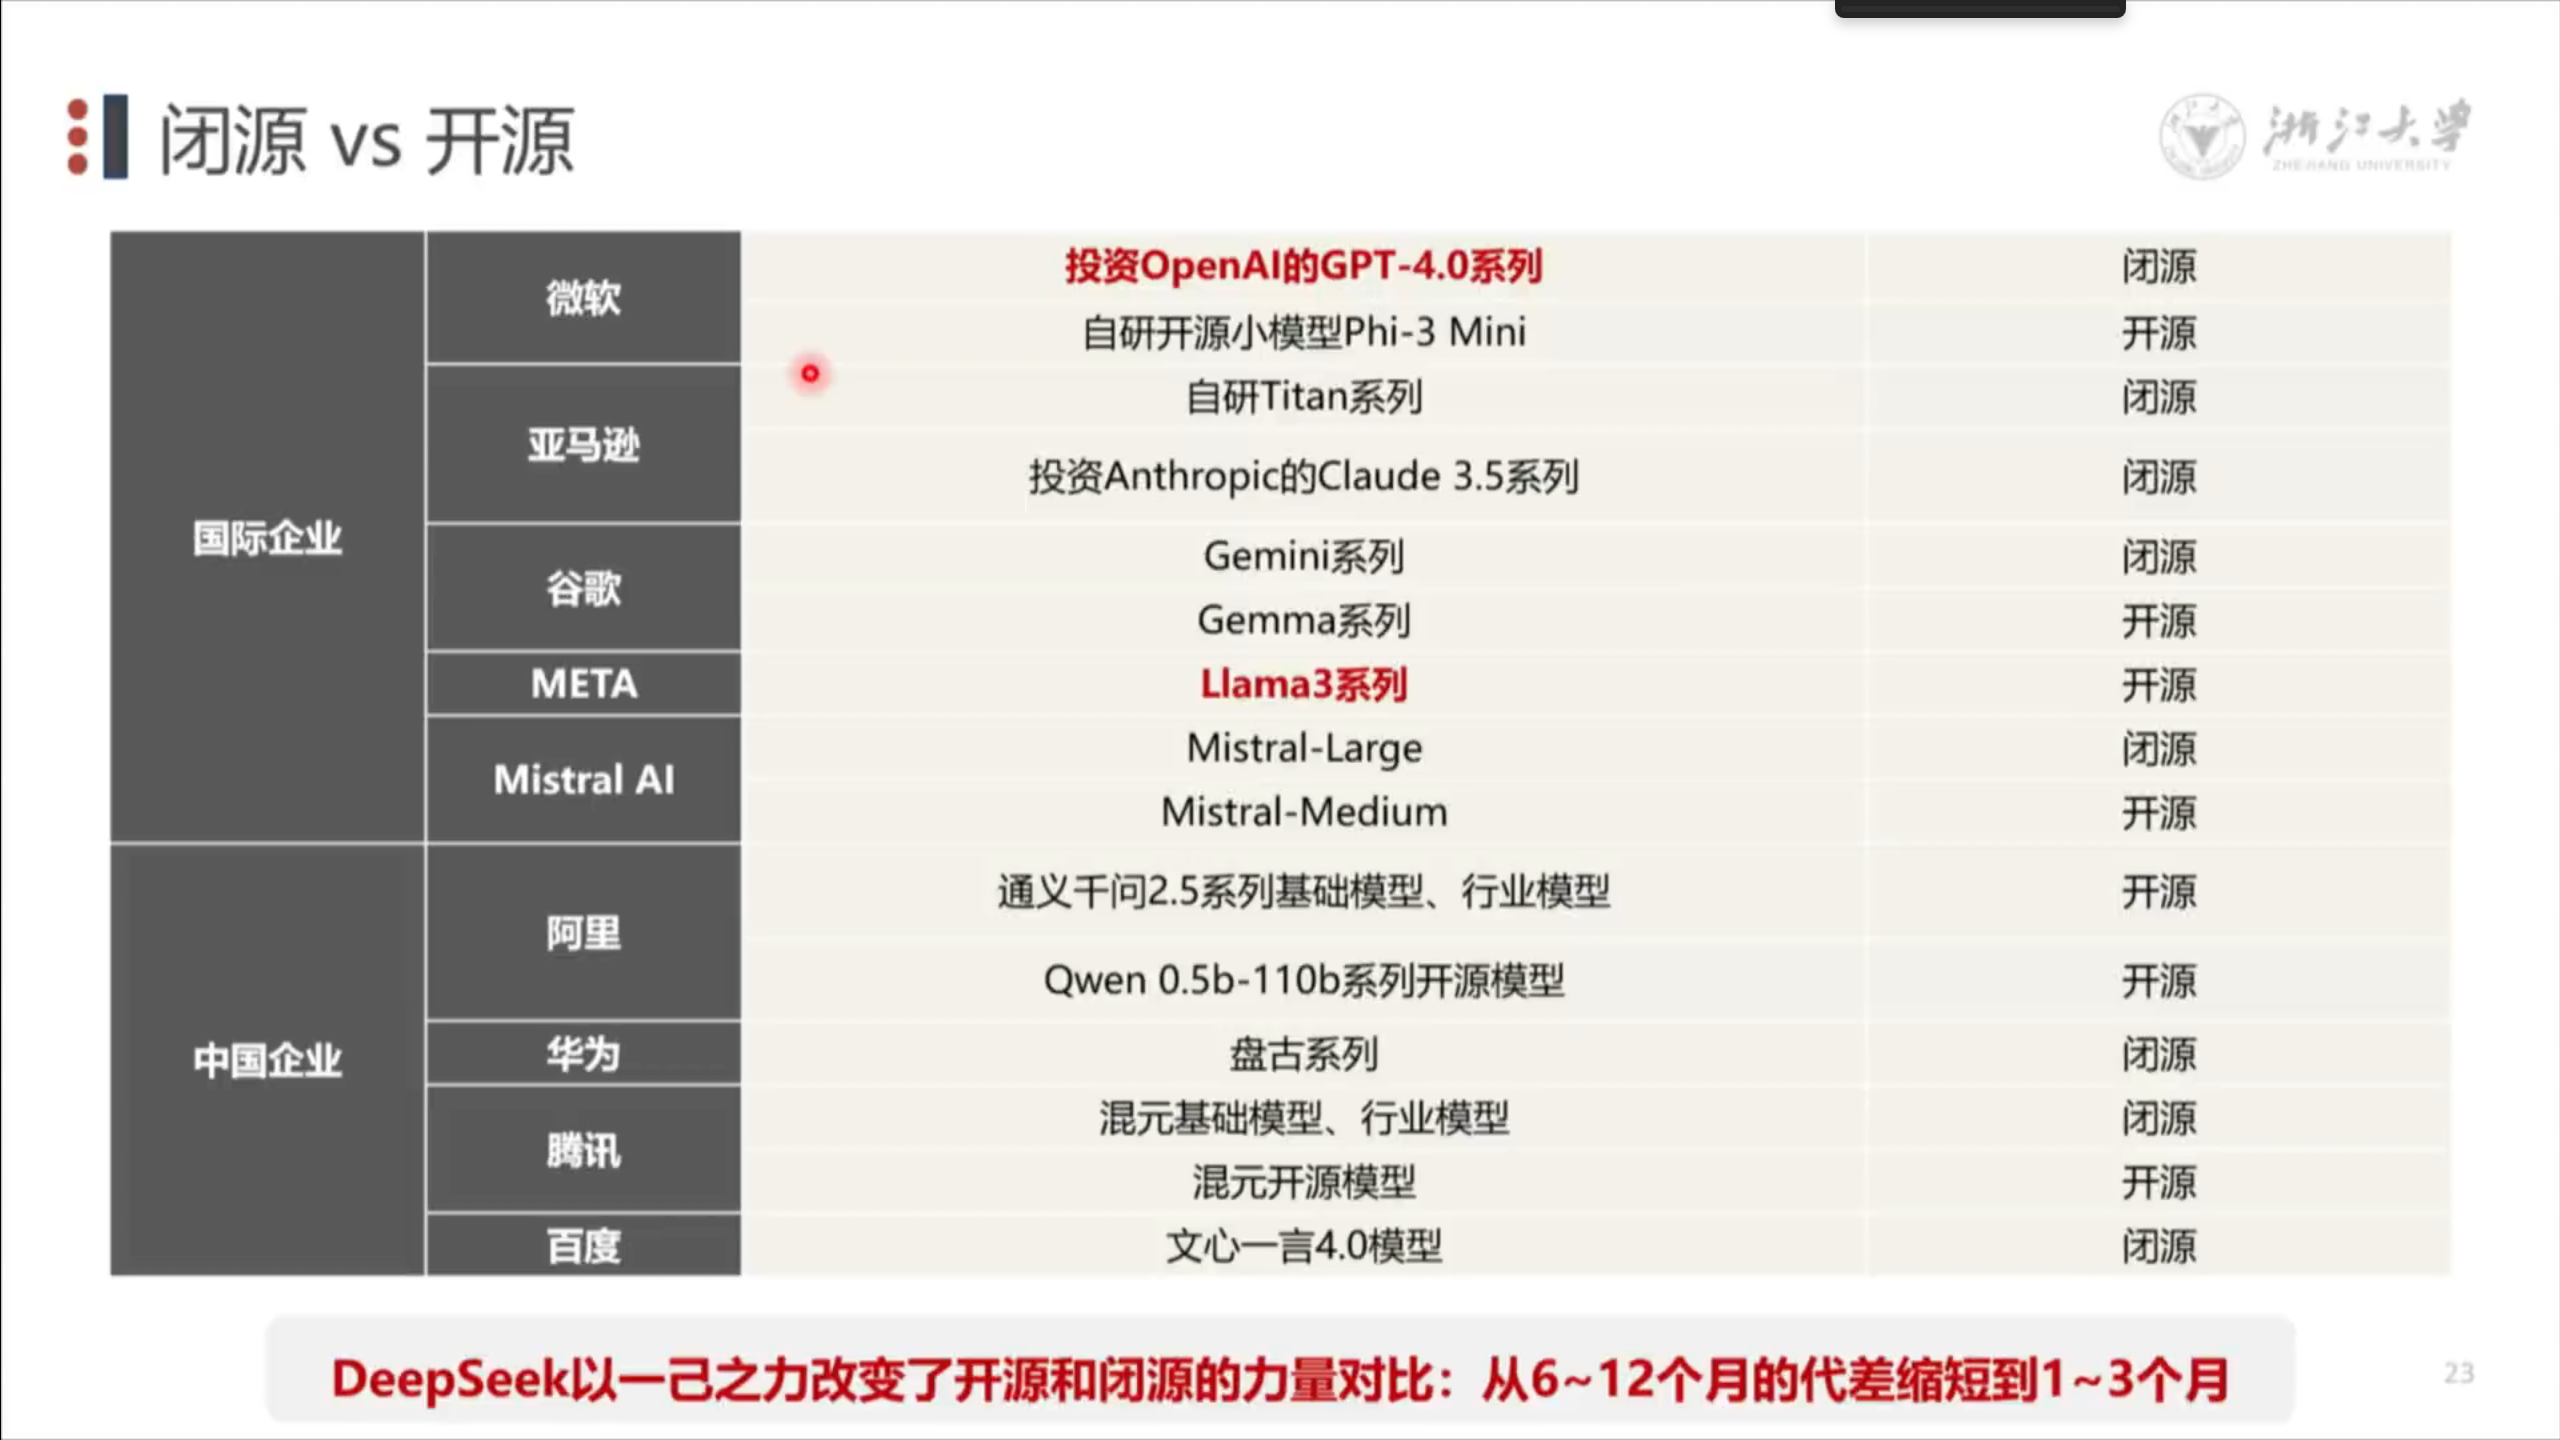 闭源 vs 开源
浙江大学
ZHEJIANG UNIVERSITY
国际企业
微软
投资OpenAI的GPT-4.0系列
闭源
自研开源小模型Phi-3 Mini
开源
亚马逊
自研Titan系列
闭源
投资Anthropic的Claude 3.5系列
闭源
谷歌
Gemini系列
闭源
Gemma系列
开源
META
Llama3系列
开源
Mistral AI
Mistral-Large
闭源
Mistral-Medium
开源
中国企业
阿里
通义千问2.5系列基础模型、行业模型
开源
Qwen 0.5b-110b系列开源模型
开源
华为
盘古系列
闭源
腾讯
混元基础模型、行业模型
闭源
混元开源模型
开源
百度
文心一言4.0模型
闭源
DeepSeek以一己之力改变了开源和闭源的力量对比：从6~12个月的代差缩短到1~3个月
23